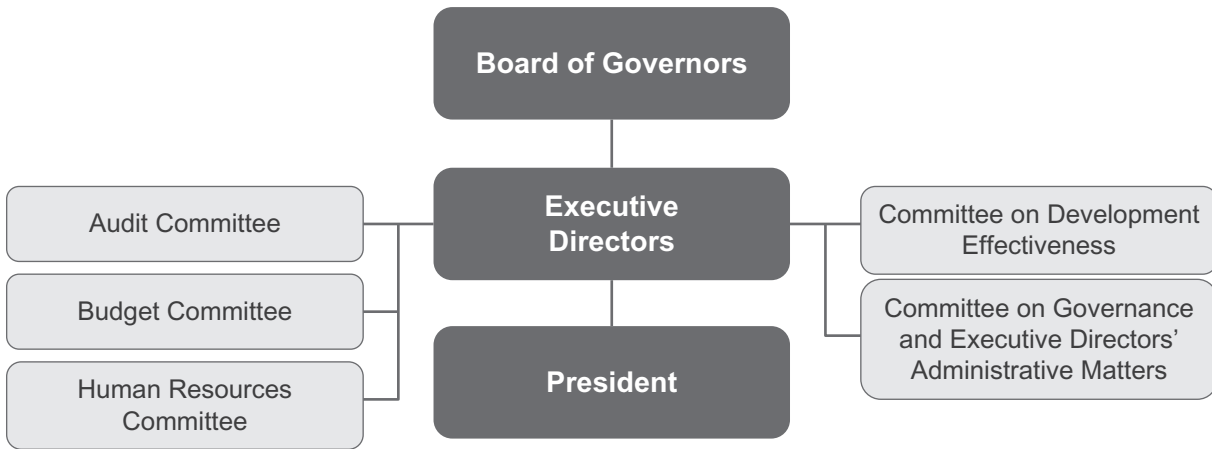 Board of Governors
Executive
Directors
President
Audit Committee
Budget Committee
Human Resources
Committee
Committee on Development
Effectiveness
Committee on Governance
and Executive Directors’
Administrative Matters